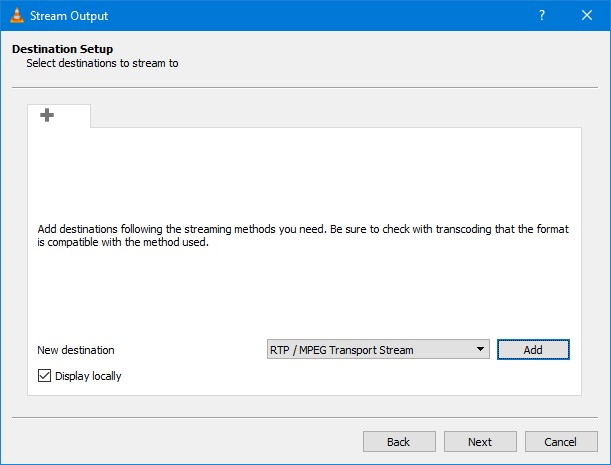 Stream Output
?
Destination Setup
Select destinations to stream to
Add destinations following the streaming methods you need. Be sure to check with transcoding that the format
is compatible with the method used.
New destination
RTP / MPEG Transport Stream
Add
Display locally
Back
Next
Cancel